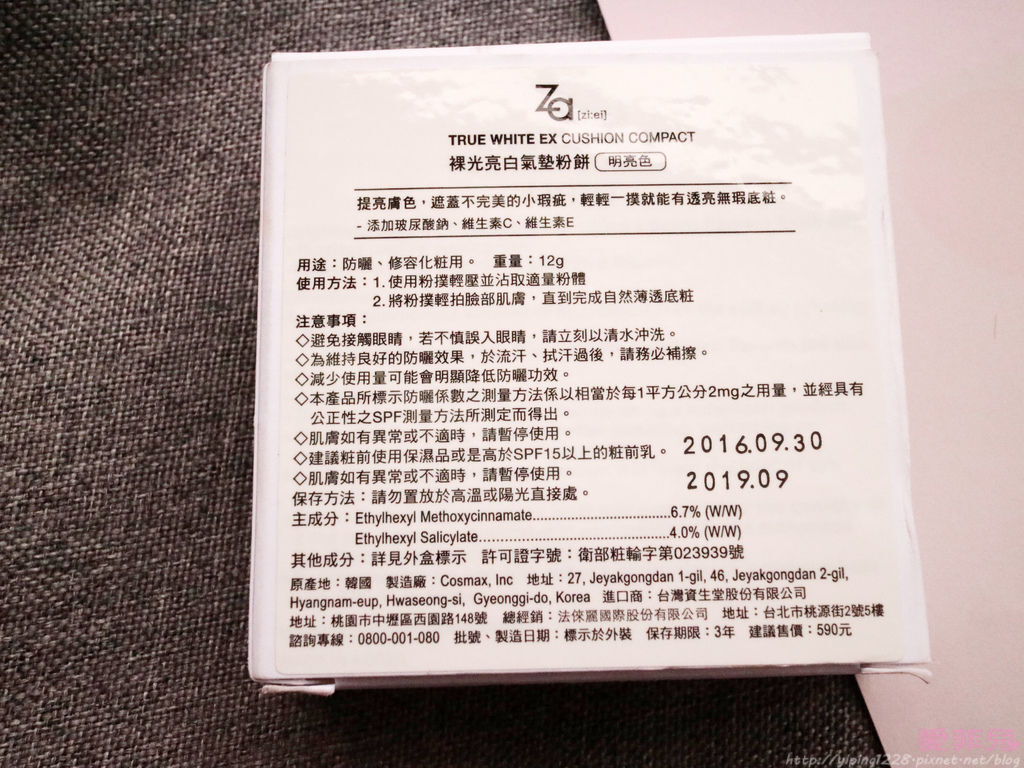 Za [zi:ei]
TRUE WHITE EX CUSHION COMPACT
裸光亮白氣墊粉餅 明亮色
提亮膚色，遮蓋不完美的小瑕疵，輕輕一撲就能有透亮無瑕底粧。
- 添加玻尿酸鈉、維生素C、維生素E
用途：防曬、修容化粧用。 重量：12g
使用方法：1.使用粉撲輕壓並沾取適量粉體
2.將粉撲輕拍臉部肌膚，直到完成自然薄透底粧
注意事項：
◇避免接觸眼睛，若不慎誤入眼睛，請立刻以清水沖洗。
◇為維持良好的防曬效果，於流汗、拭汗過後，請務必補擦。
◇減少使用量可能會明顯降低防曬功效。
◇本產品所標示防曬係數之測量方法係以相當於每1平方公分2mg之用量，並經具有
公正性之SPF測量方法所測定而得出。
◇肌膚如有異常或不適時，請暫停使用。
◇建議粧前使用保濕品或是高於SPF15以上的粧前乳。 2016.09.30
◇肌膚如有異常或不適時，請暫停使用。 2019.09
保存方法：請勿置放於高溫或陽光直接處。
主成分：Ethylhexyl Methoxycinnamate..............................6.7% (W/W)
Ethylhexyl Salicylate..........................................4.0% (W/W)
其他成分：詳見外盒標示 許可證字號：衛部粧輸字第023939號
原產地：韓國 製造廠：Cosmax, Inc 地址：27, Jeyakgongdan 1-gil, 46, Jeyakgongdan 2-gil,
Hyangnam-eup, Hwaseong-si, Gyeonggi-do, Korea 進口商：台灣資生堂股份有限公司
地址：桃園市中壢區西園路148號 總經銷：法倈麗國際股份有限公司 地址：台北市桃源街2號5樓
諮詢專線：0800-001-080 批號、製造日期：標示於外裝 保存期限：3年 建議售價：590元
http://yiping1228.pixnet.net/blog